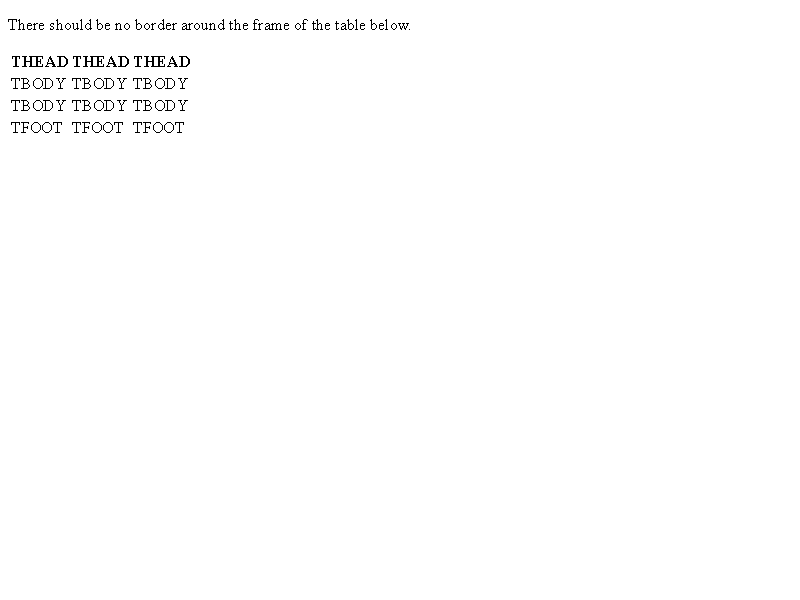 There should be no border around the frame of the table below.
THEAD THEAD THEAD
TBODY TBODY TBODY
TBODY TBODY TBODY
TFOOT TFOOT TFOOT